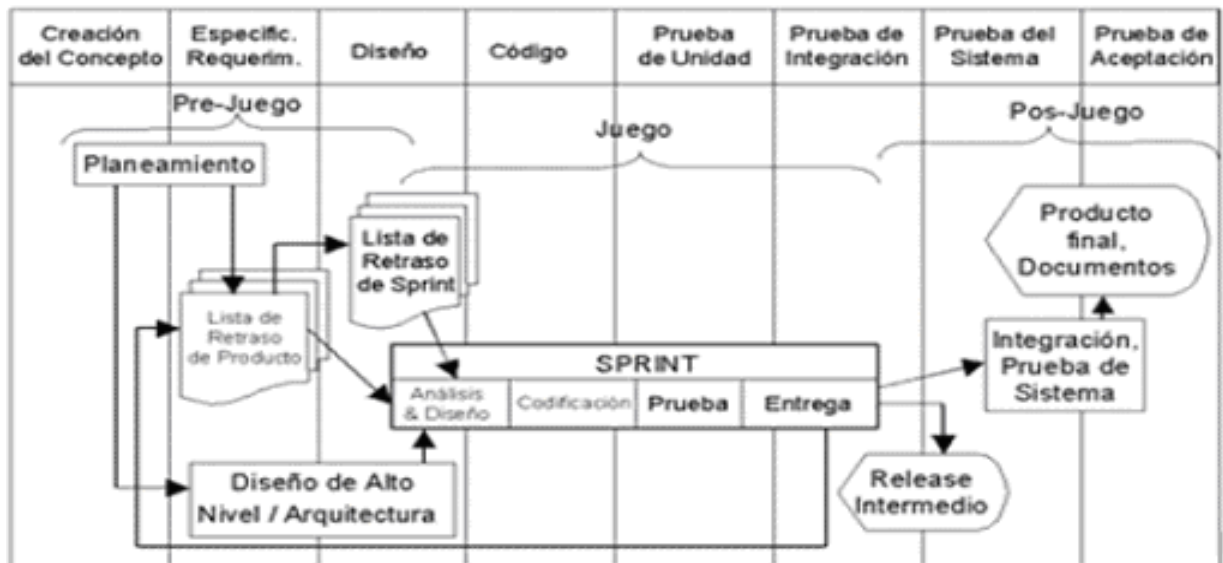 Creación
del Concepto
Especific.
Requerim.
Diseño
Código
Prueba
de Unidad
Prueba de
Integración
Prueba del
Sistema
Prueba de
Aceptación
Pre-Juego
Juego
Pos-Juego
Planeamiento
Lista de
Retraso
de Sprint
Producto
final,
Documentos
Lista de
Retraso
de Producto
Integración,
Prueba de
Sistema
SPRINT
Análisis
& Diseño
Codificación
Prueba
Entrega
Diseño de Alto
Nivel / Arquitectura
Release
Intermedio